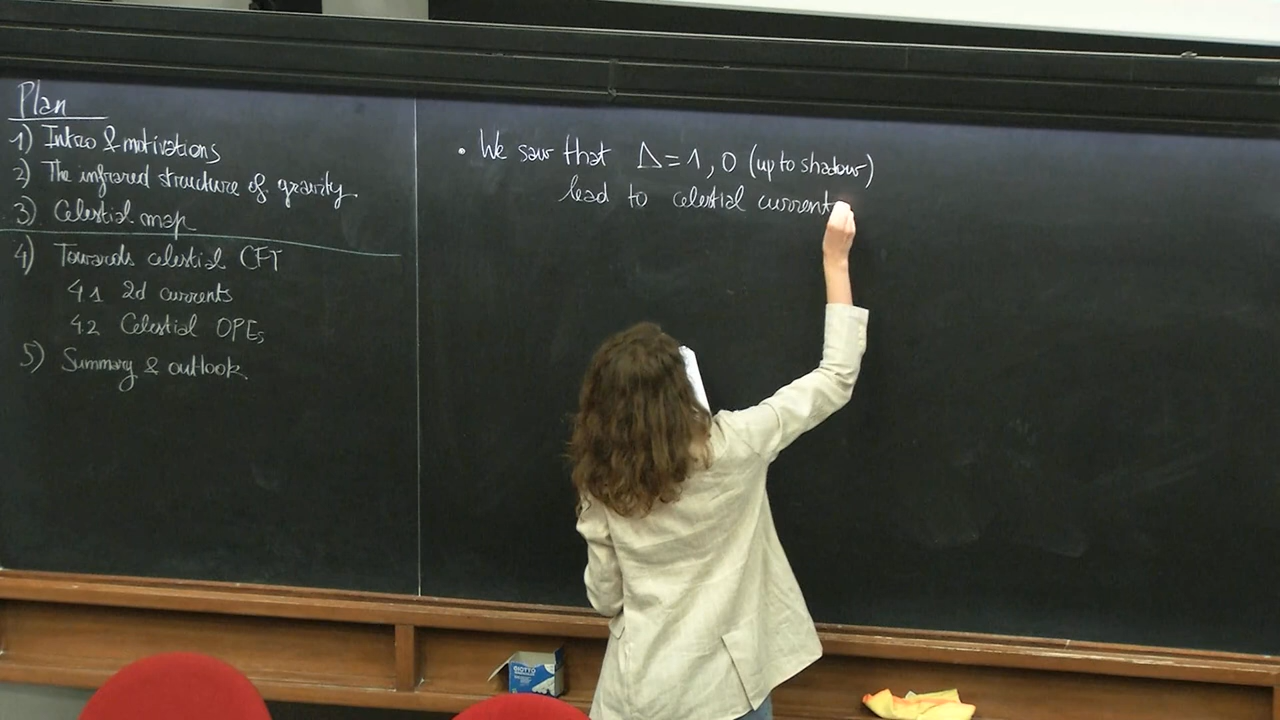 Plan
1) Intro & motivations
2) The infrared structure of gravity
3) Celestial map
4) Towards celestial CFT
4.1 2d currents
4.2 Celestial OPEs
5) Summary & outlook
• We saw that Δ = 1, 0 (up to shadow)
lead to celestial current
GIOTTO